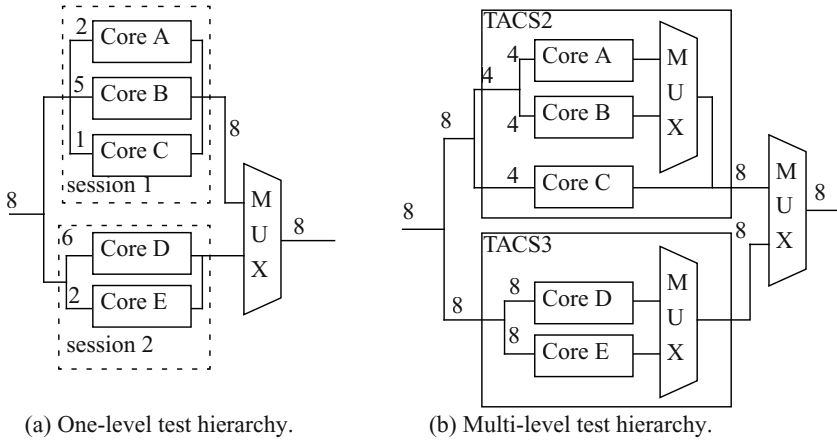 2
Core A
5
Core B
1
Core C
session 1
8
8
M
U
X
8
6
Core D
2
Core E
session 2
(a) One-level test hierarchy.
TACS2
4
Core A
4
4
Core B
M
U
X
4
Core C
8
8
8
M
U
X
8
TACS3
8
8
Core D
8
Core E
M
U
X
8
(b) Multi-level test hierarchy.